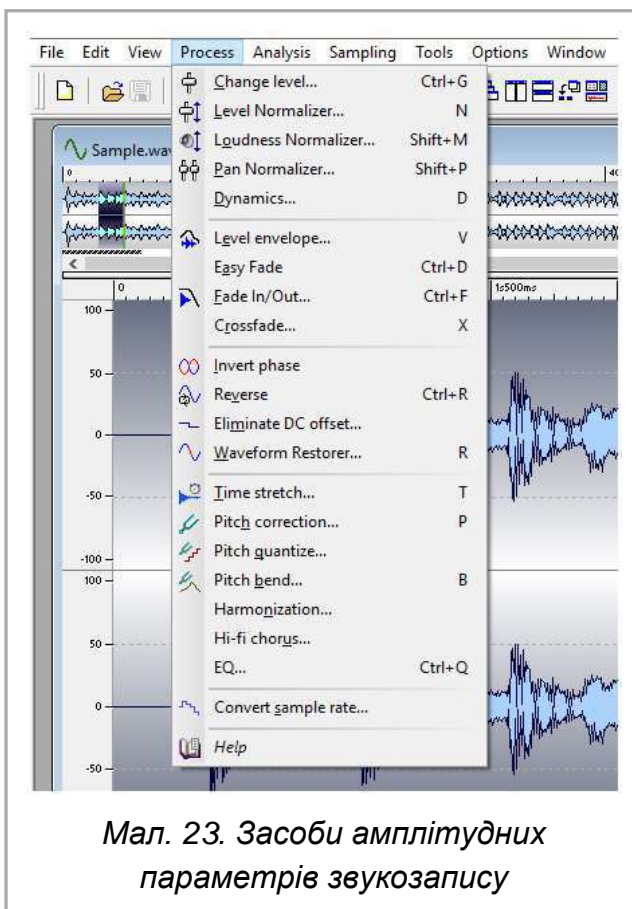 File Edit View Process Analysis Sampling Tools Options Window
Change level... Ctrl+G
Level Normalizer... N
Loudness Normalizer... Shift+M
Sample.wav
Pan Normalizer... Shift+P
0
Dynamics... D
Level envelope... V
Easy Fade Ctrl+D
0 1s500ms
Fade In/Out... Ctrl+F
100
Crossfade... X
Invert phase
50
Reverse Ctrl+R
Eliminate DC offset...
0
Waveform Restorer... R
-50
Time stretch... T
Pitch correction... P
Pitch quantize...
-100
100
Pitch bend... B
Harmonization...
50
Hi-fi chorus...
EQ... Ctrl+Q
0
Convert sample rate...
Help
-50
Мал. 23. Засоби амплітудних
параметрів звукозапису